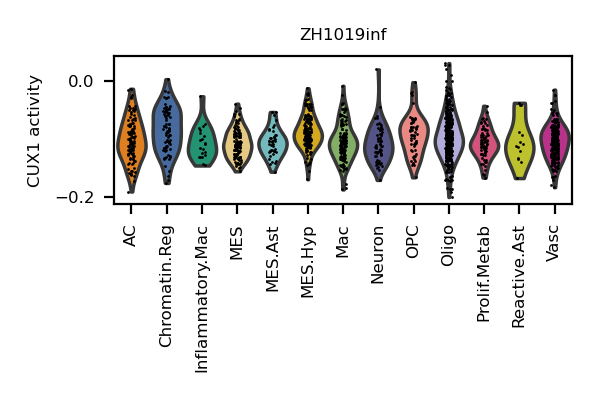 ZH1019inf
CUX1 activity
0.0
−0.2
AC
Chromatin.Reg
Inflammatory.Mac
MES
MES.Ast
MES.Hyp
Mac
Neuron
OPC
Oligo
Prolif.Metab
Reactive.Ast
Vasc